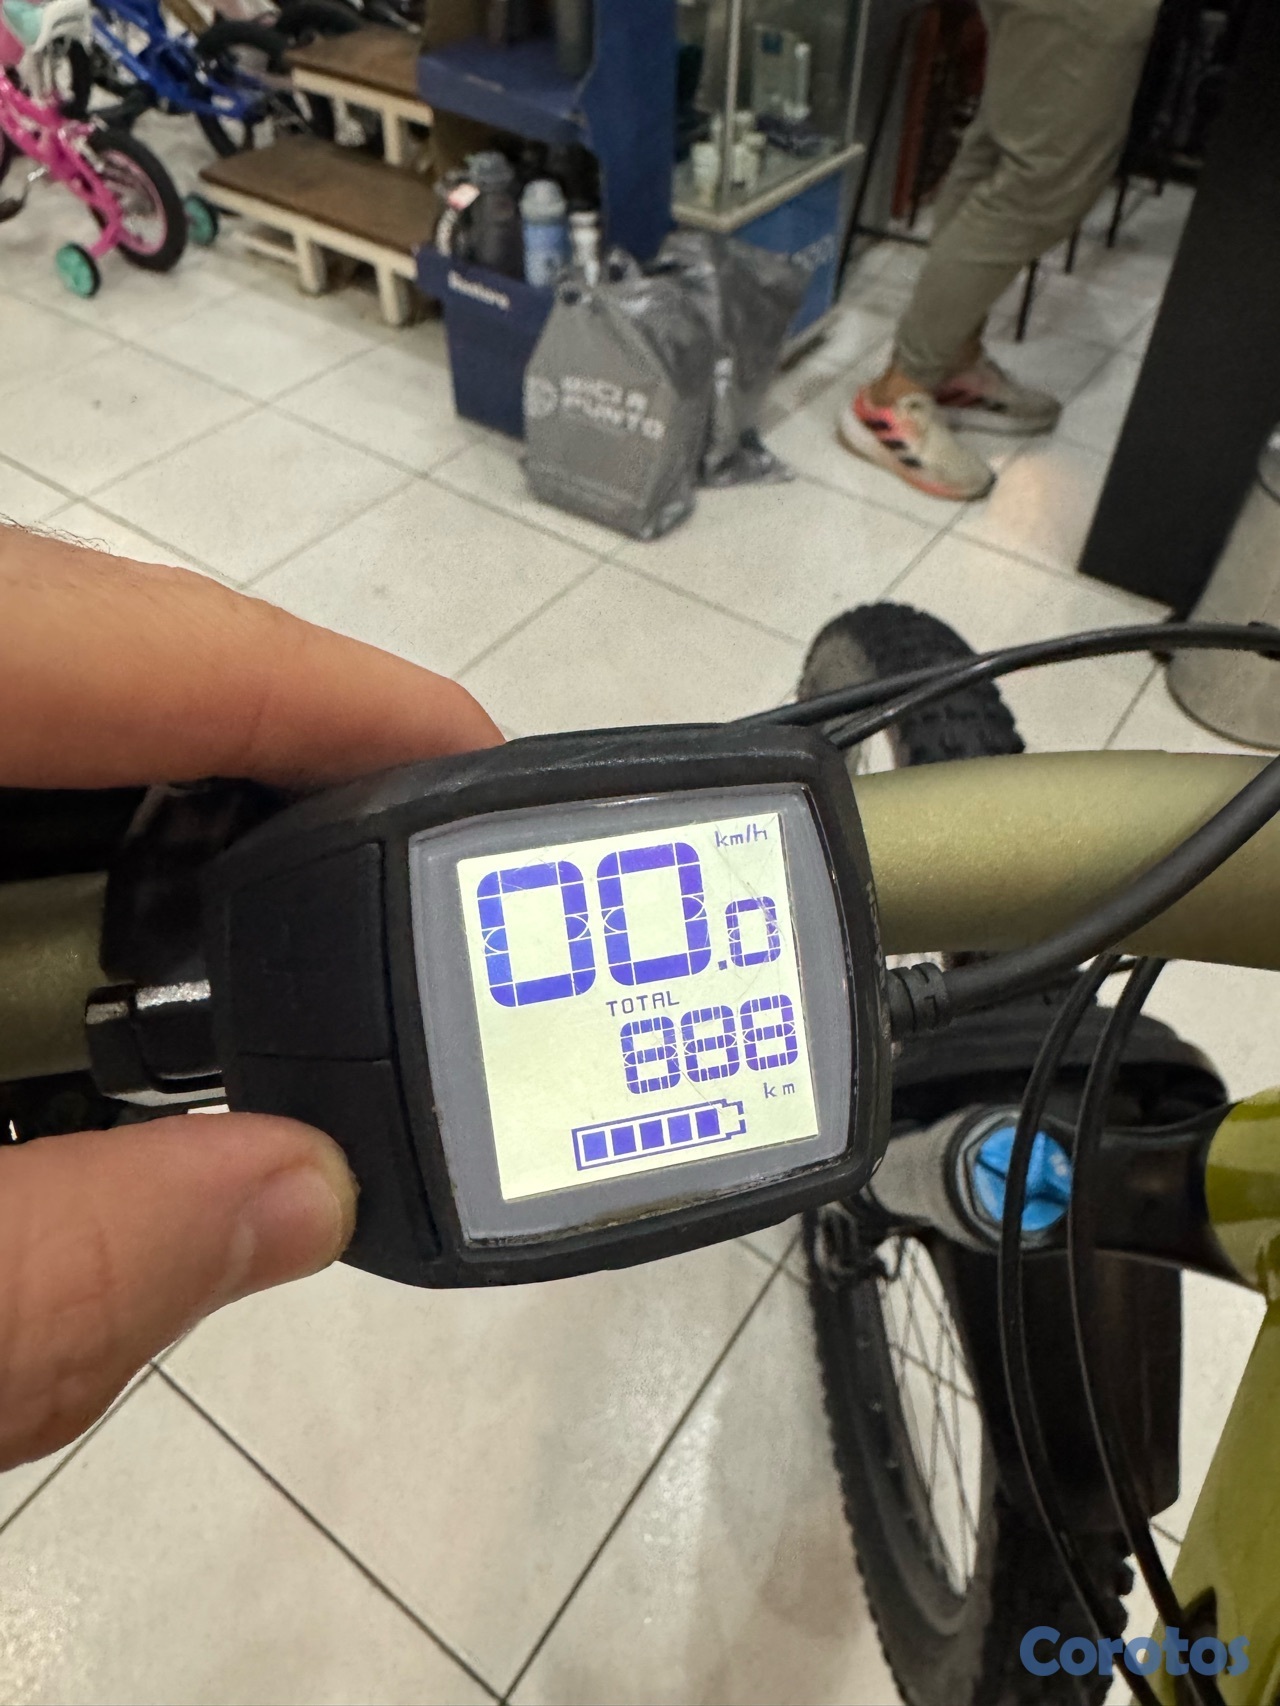 BICI
PUNTO
km/h
00.0
TOTAL
888
km
Corotos